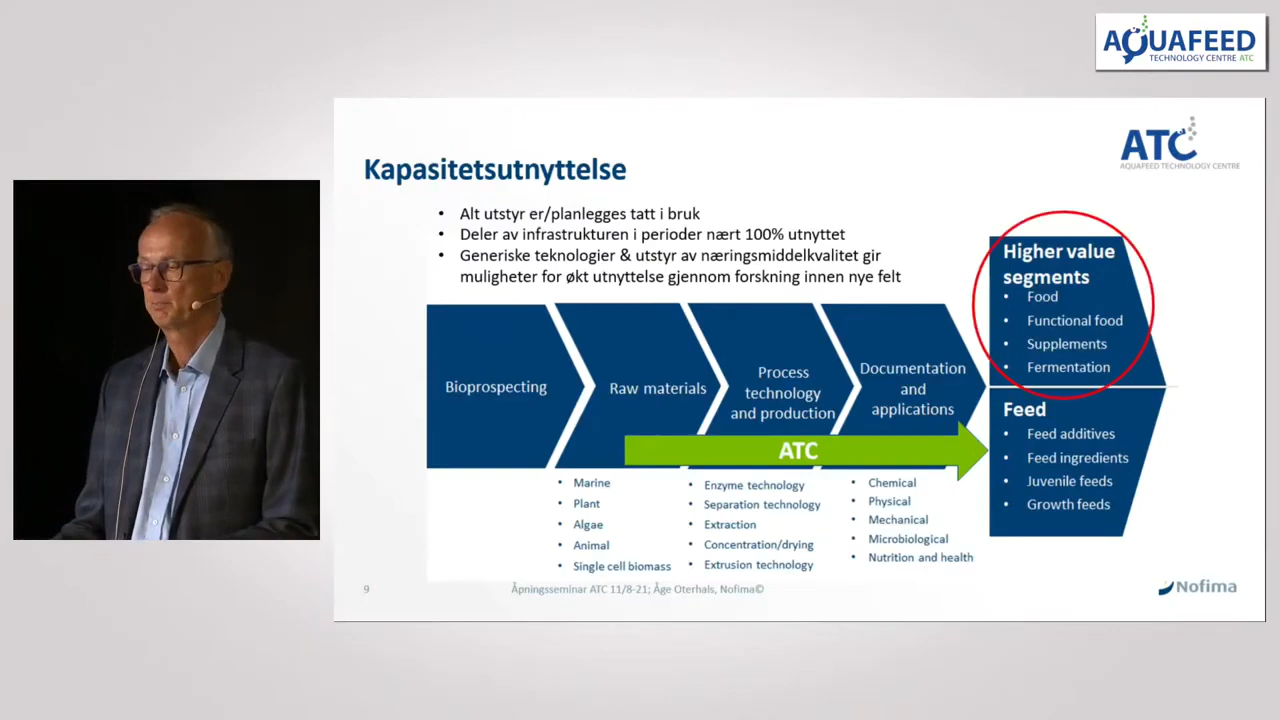 AQUAFEED
TECHNOLOGY CENTRE ATC
ATC
AQUAFEED TECHNOLOGY CENTRE
Kapasitetsutnyttelse
• Alt utstyr er/planlegges tatt i bruk
• Deler av infrastrukturen i perioder nært 100% utnyttet
• Generiske teknologier & utstyr av næringsmiddelkvalitet gir
muligheter for økt utnyttelse gjennom forskning innen nye felt
Bioprospecting
Raw materials
Process
technology
and production
Documentation
and
applications
ATC
• Marine
• Plant
• Algae
• Animal
• Single cell biomass
• Enzyme technology
• Separation technology
• Extraction
• Concentration/drying
• Extrusion technology
• Chemical
• Physical
• Mechanical
• Microbiological
• Nutrition and health
Higher value
segments
• Food
• Functional food
• Supplements
• Fermentation
Feed
• Feed additives
• Feed ingredients
• Juvenile feeds
• Growth feeds
9
Åpningsseminar ATC 11/8-21; Åge Oterhals, Nofima©
Nofima